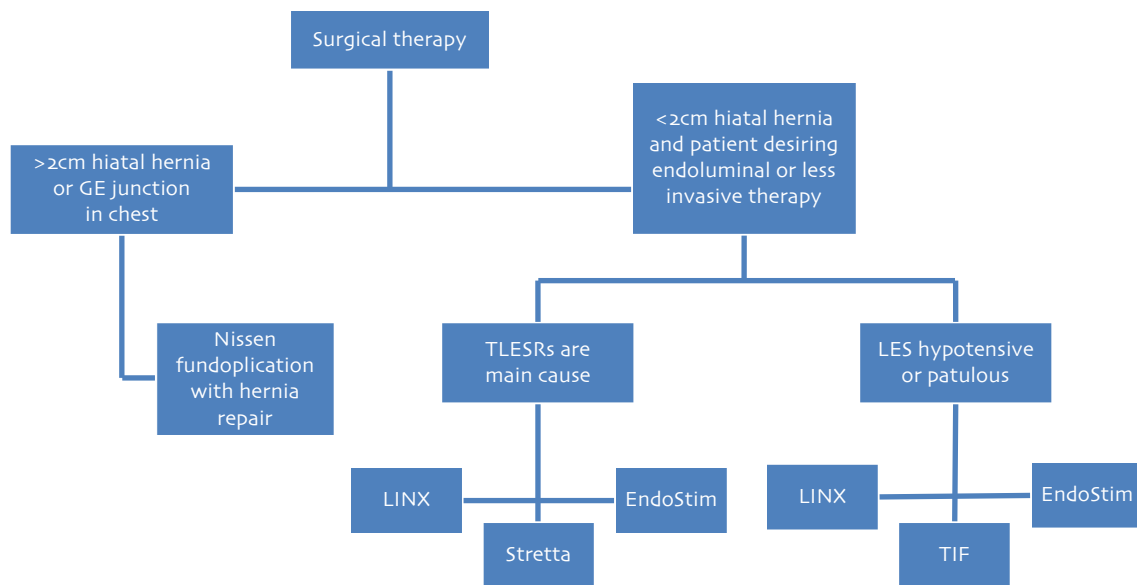 Surgical therapy
>2cm hiatal hernia
or GE junction
in chest
<2cm hiatal hernia
and patient desiring
endoluminal or less
invasive therapy
Nissen
fundoplication
with hernia
repair
TLESRs are
main cause
LES hypotensive
or patulous
LINX
EndoStim
Stretta
LINX
EndoStim
TIF